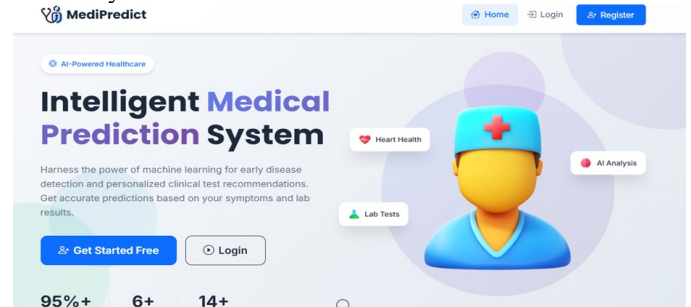 MediPredict
Home
Login
Register
AI-Powered Healthcare
Intelligent Medical
Prediction System
Harness the power of machine learning for early disease
detection and personalized clinical test recommendations.
Get accurate predictions based on your symptoms and lab
results.
Heart Health
AI Analysis
Lab Tests
Get Started Free
Login
95%+ 6+ 14+